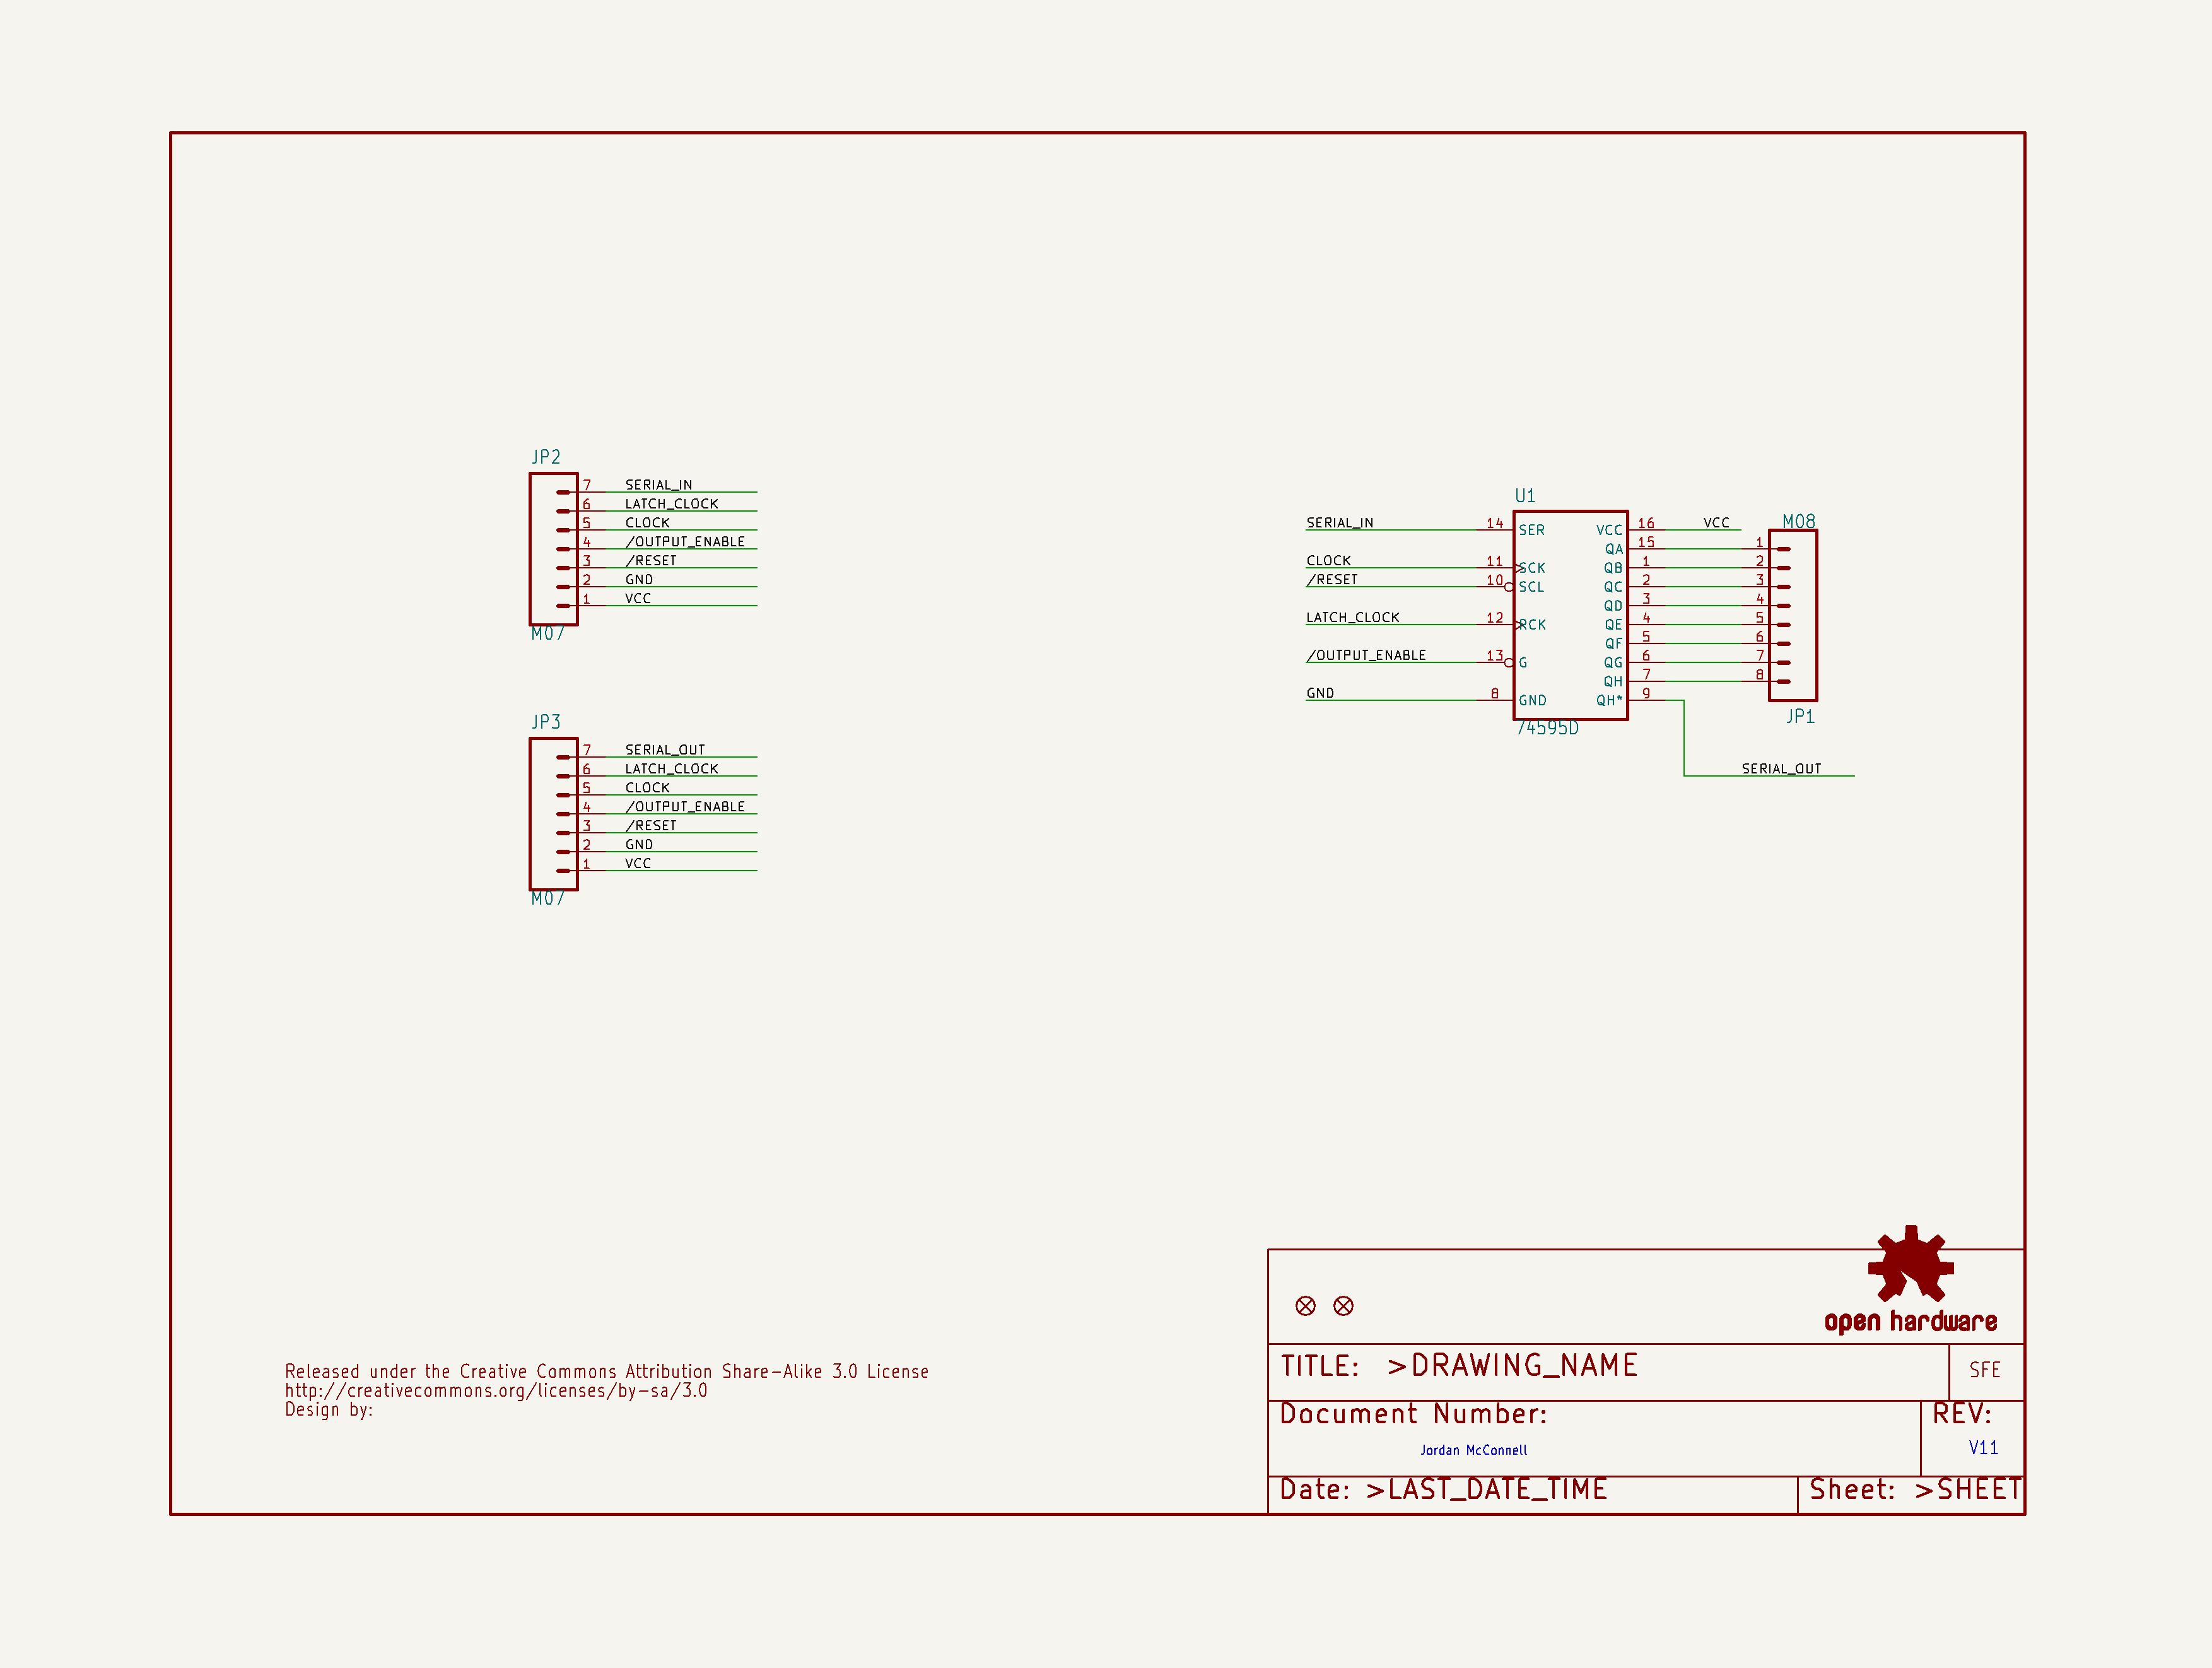 JP2
7 SERIAL_IN
6 LATCH_CLOCK
5 CLOCK
4 /OUTPUT_ENABLE
3 /RESET
2 GND
1 VCC
M07
JP3
7 SERIAL_OUT
6 LATCH_CLOCK
5 CLOCK
4 /OUTPUT_ENABLE
3 /RESET
2 GND
1 VCC
M07
U1
M08
SERIAL_IN 14 SER VCC 16 VCC
QA 15 1
CLOCK 11 SCK QB 1 2
/RESET 10 SCL QC 2 3
QD 3 4
LATCH_CLOCK 12 RCK QE 4 5
QF 5 6
/OUTPUT_ENABLE 13 G QG 6 7
QH 7 8
GND 8 GND QH* 9
74595D
JP1
SERIAL_OUT
open hardware
TITLE: >DRAWING_NAME
SFE
Document Number:
REV:
Jordan McConnell
V11
Date: >LAST_DATE_TIME
Sheet: >SHEET
Released under the Creative Commons Attribution Share-Alike 3.0 License
http://creativecommons.org/licenses/by-sa/3.0
Design by: